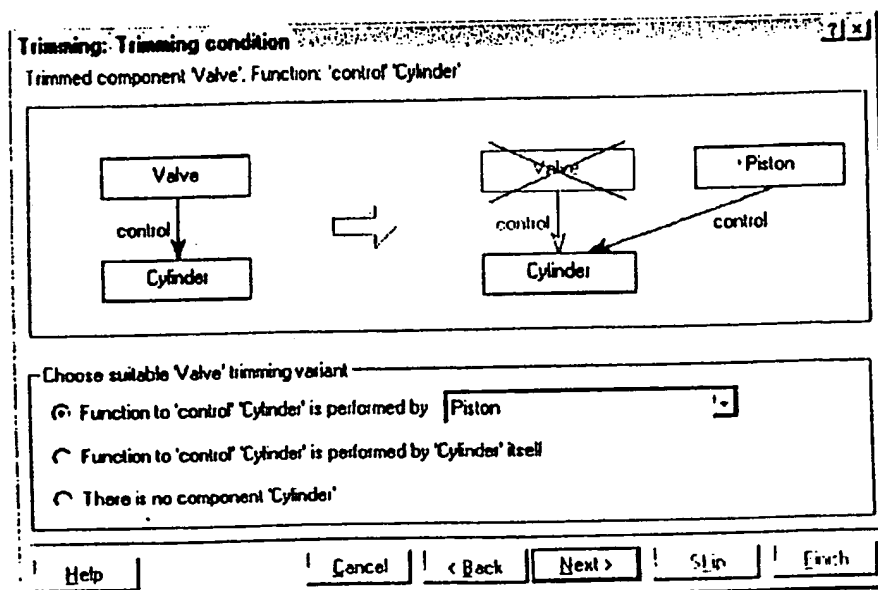 Trimming: Trimming condition
? ×
Trimmed component 'Valve'. Function: 'control' 'Cylinder'
Valve
control
Cylinder
Valve
Piston
control
control
Cylinder
Choose suitable 'Valve' trimming variant
Function to 'control' 'Cylinder' is performed by Piston
Function to 'control' 'Cylinder' is performed by 'Cylinder' itself
There is no component 'Cylinder'
Help
Cancel
< Back
Next >
Skip
Finish